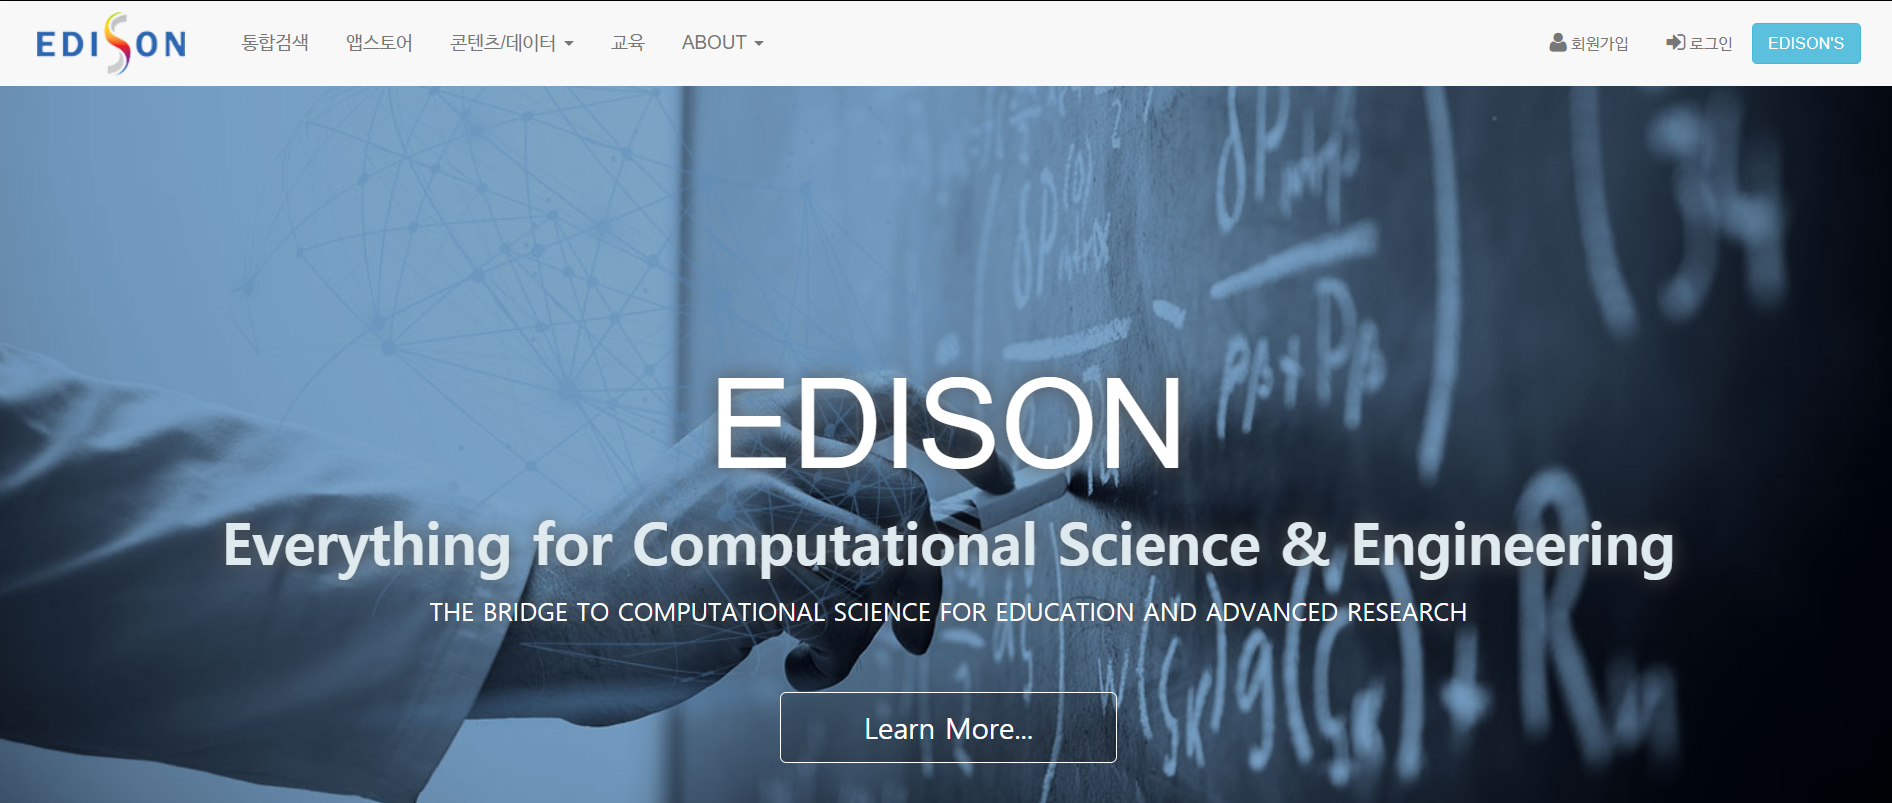 EDISON
통합검색
앱스토어
콘텐츠/데이터
교육
ABOUT
회원가입
로그인
EDISON'S
EDISON
Everything for Computational Science & Engineering
THE BRIDGE TO COMPUTATIONAL SCIENCE FOR EDUCATION AND ADVANCED RESEARCH
Learn More...